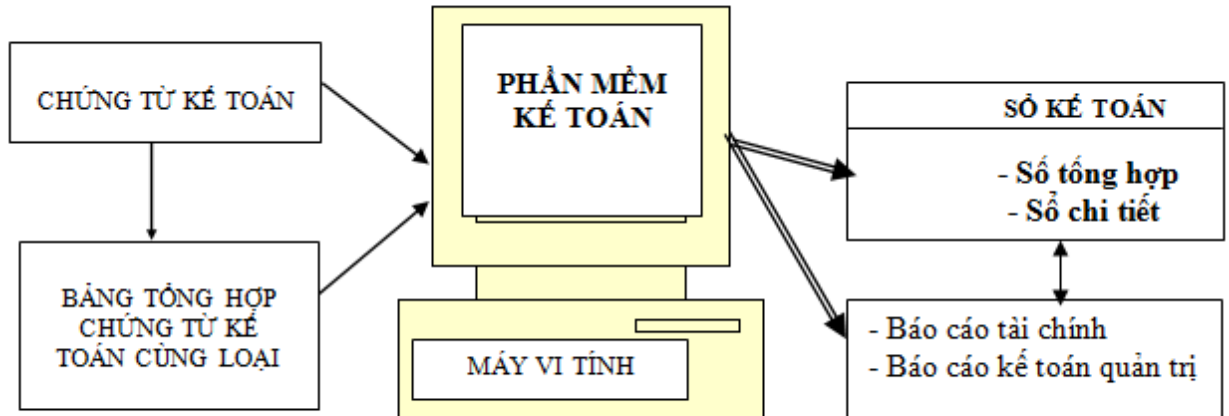 CHỨNG TỪ KẾ TOÁN
BẢNG TỔNG HỢP
CHỨNG TỪ KẾ
TOÁN CÙNG LOẠI
PHẦN MỀM
KẾ TOÁN
MÁY VI TÍNH
SỔ KẾ TOÁN
- Số tổng hợp
- Sổ chi tiết
- Báo cáo tài chính
- Báo cáo kế toán quản trị